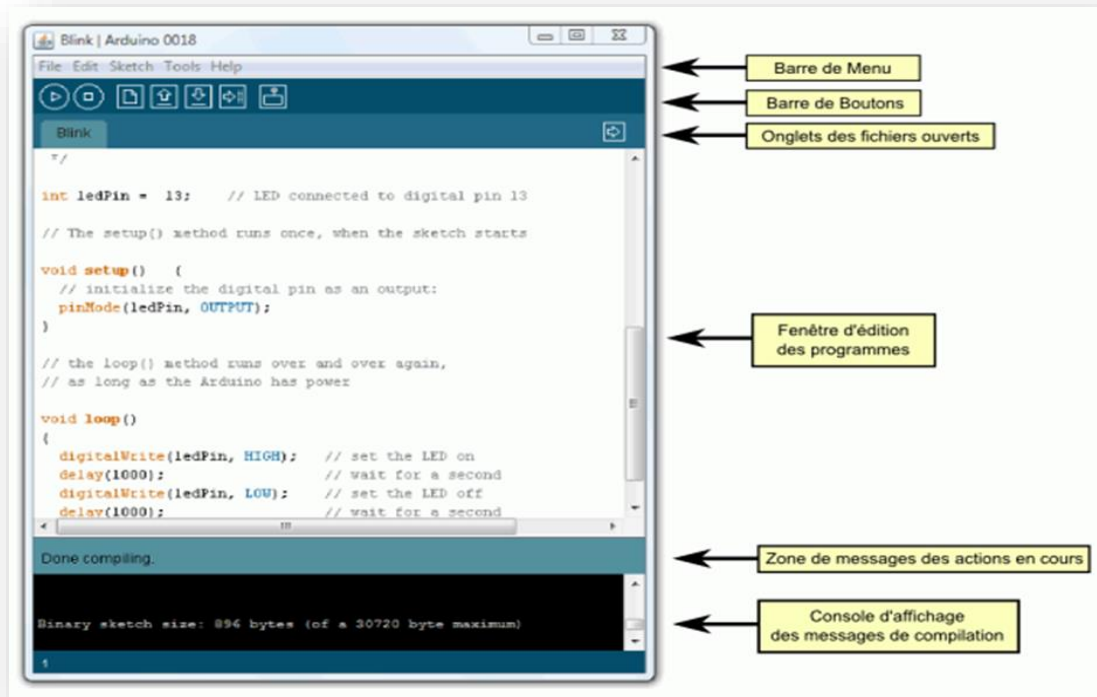 Blink | Arduino 0018
File Edit Sketch Tools Help
Barre de Menu
Barre de Boutons
Blink
Onglets des fichiers ouverts
*/
int ledPin = 13; // LED connected to digital pin 13
// The setup() method runs once, when the sketch starts
void setup() {
// initialize the digital pin as an output:
pinMode(ledPin, OUTPUT);
}
Fenêtre d'édition
des programmes
// the loop() method runs over and over again,
// as long as the Arduino has power
void loop()
{
digitalWrite(ledPin, HIGH); // set the LED on
delay(1000); // wait for a second
digitalWrite(ledPin, LOW); // set the LED off
delay(1000); // wait for a second
Done compiling.
Zone de messages des actions en cours
Binary sketch size: 896 bytes (of a 30720 byte maximum)
Console d'affichage
des messages de compilation
1